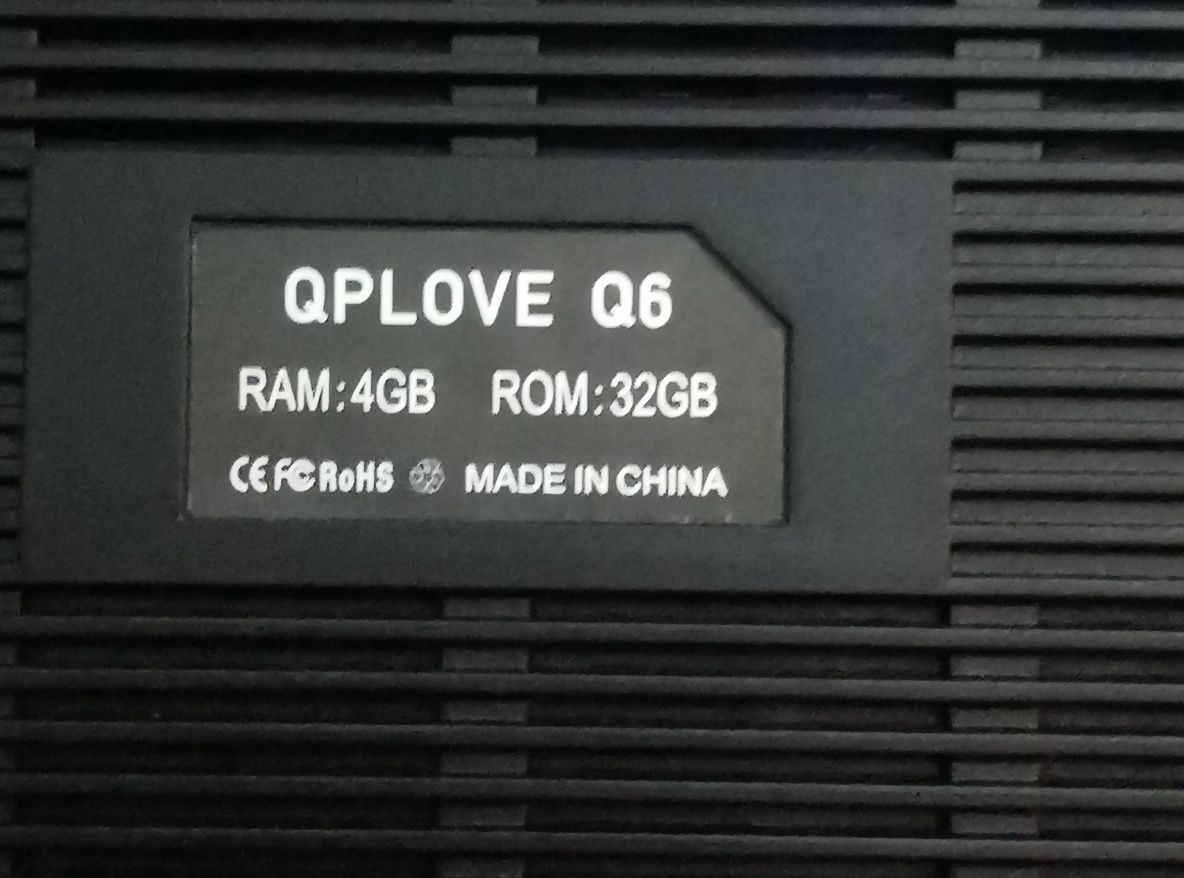 QPLOVE Q6
RAM:4GB ROM:32GB
CE FC RoHS MADE IN CHINA